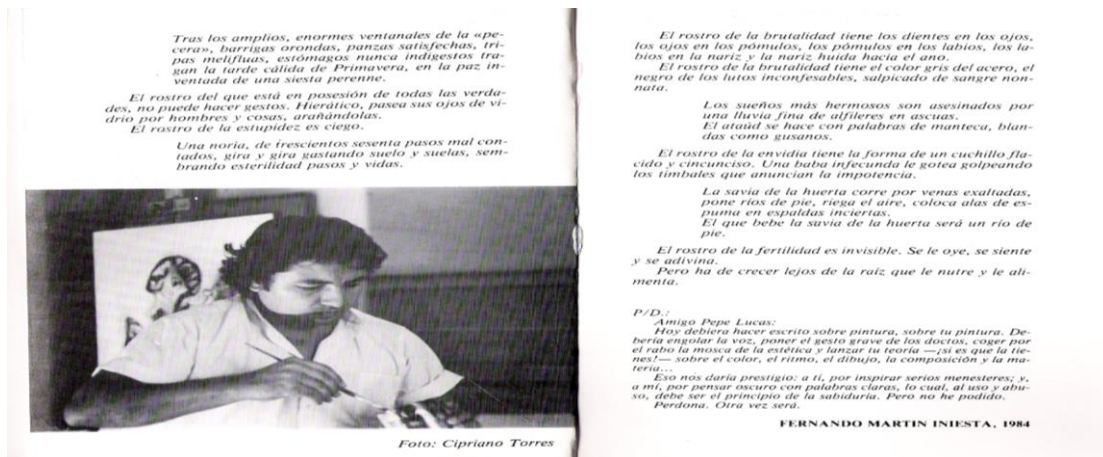 Tras los amplios, enormes ventanales de la «pe-
cera», barrigas orondas, panzas satisfechas, tri-
pas melifluas, estómagos nunca indigestos tra-
gan la tarde cálida de Primavera, en la paz in-
ventada de una siesta perenne.
El rostro del que está en posesión de todas las verda-
des, no puede hacer gestos. Hierático, pasea sus ojos de vi-
drio por hombres y cosas, arañándolas.
El rostro de la estupidez es ciego.
Una noria, de trescientos sesenta pasos mal con-
tados, gira y gira gastando suelo y suelas, sem-
brando esterilidad pasos y vidas.
Foto: Cipriano Torres
El rostro de la brutalidad tiene los dientes en los ojos,
los ojos en los pómulos, los pómulos en los labios, los la-
bios en la nariz y la nariz huida hacia el ano.
El rostro de la brutalidad tiene el color gris del acero, el
negro de los lutos inconfesables, salpicado de sangre non-
nata.
Los sueños más hermosos son asesinados por
una lluvia fina de alfileres en ascuas.
El ataúd se hace con palabras de manteca, blan-
das como gusanos.
El rostro de la envidia tiene la forma de un cuchillo flá-
cido y cincunciso. Una baba infecunda le gotea golpeando
los timbales que anuncian la impotencia.
La savia de la huerta corre por venas exaltadas,
pone ríos de pie, riega el aire, coloca alas de es-
puma en espaldas inciertas.
El que bebe la savia de la huerta será un río de
pie.
El rostro de la fertilidad es invisible. Se le oye, se siente
y se adivina.
Pero ha de crecer lejos de la raíz que le nutre y le ali-
menta.
P/D.:
Amigo Pepe Lucas:
Hoy debiera hacer escrito sobre pintura, sobre tu pintura. De-
bería engolar la voz, poner el gesto grave de los doctos, coger por
el rabo la mosca de la estética y lanzar tu teoría —¡si es que la tie-
nes!— sobre el color, el ritmo, el dibujo, la composición y la ma-
teria...
Eso nos daría prestigio: a tí, por inspirar serios menesteres; y,
a mí, por pensar oscuro con palabras claras, lo cual, al uso y abu-
so, debe ser el principio de la sabiduría. Pero no he podido.
Perdona. Otra vez será.
FERNANDO MARTIN INIESTA, 1984